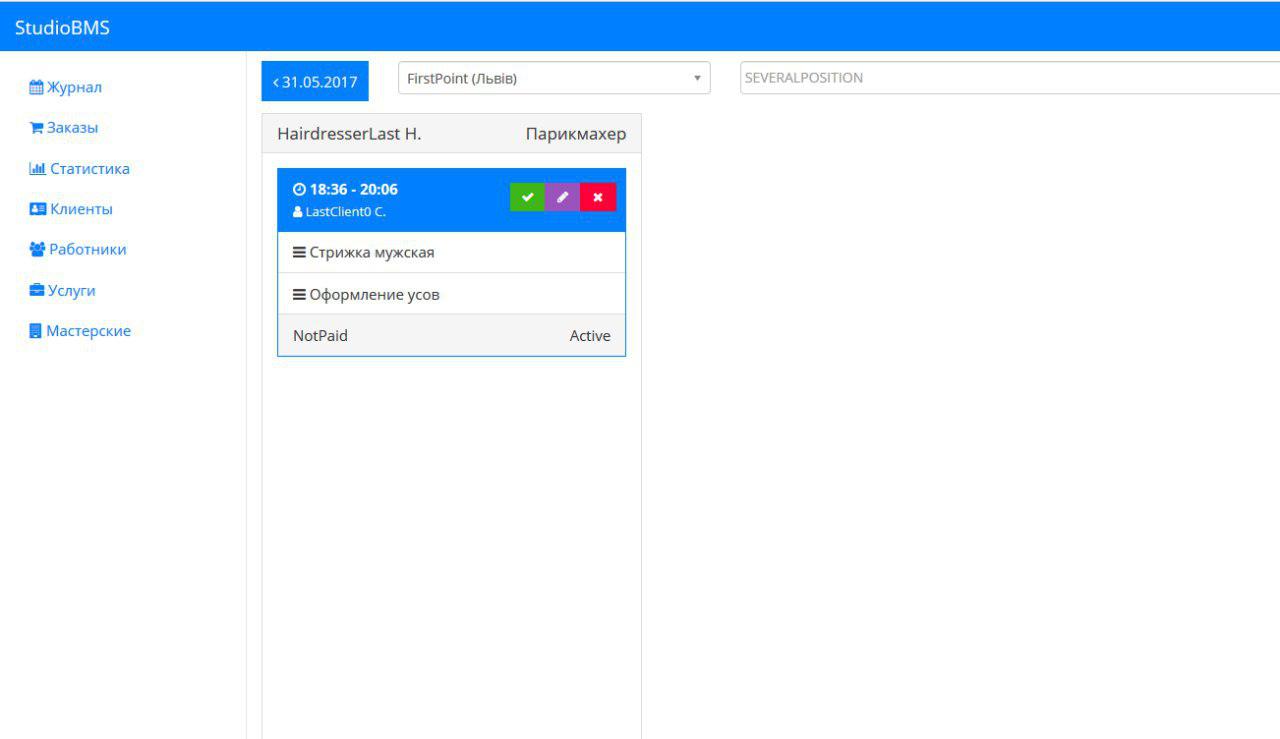 StudioBMS
Журнал
Заказы
Статистика
Клиенты
Работники
Услуги
Мастерские
31.05.2017
FirstPoint (Львів)
SEVERALPOSITION
HairdresserLast H. Парикмахер
18:36 - 20:06
LastClient0 C.
Стрижка мужская
Оформление усов
NotPaid Active